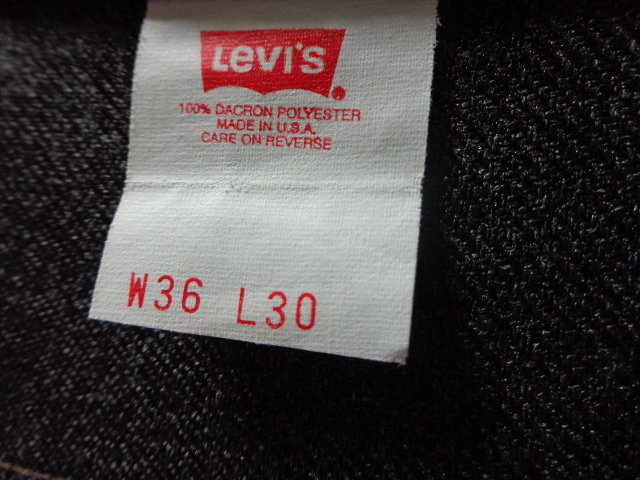 Levi's
100% DACRON POLYESTER
MADE IN U.S.A.
CARE ON REVERSE
W36 L30